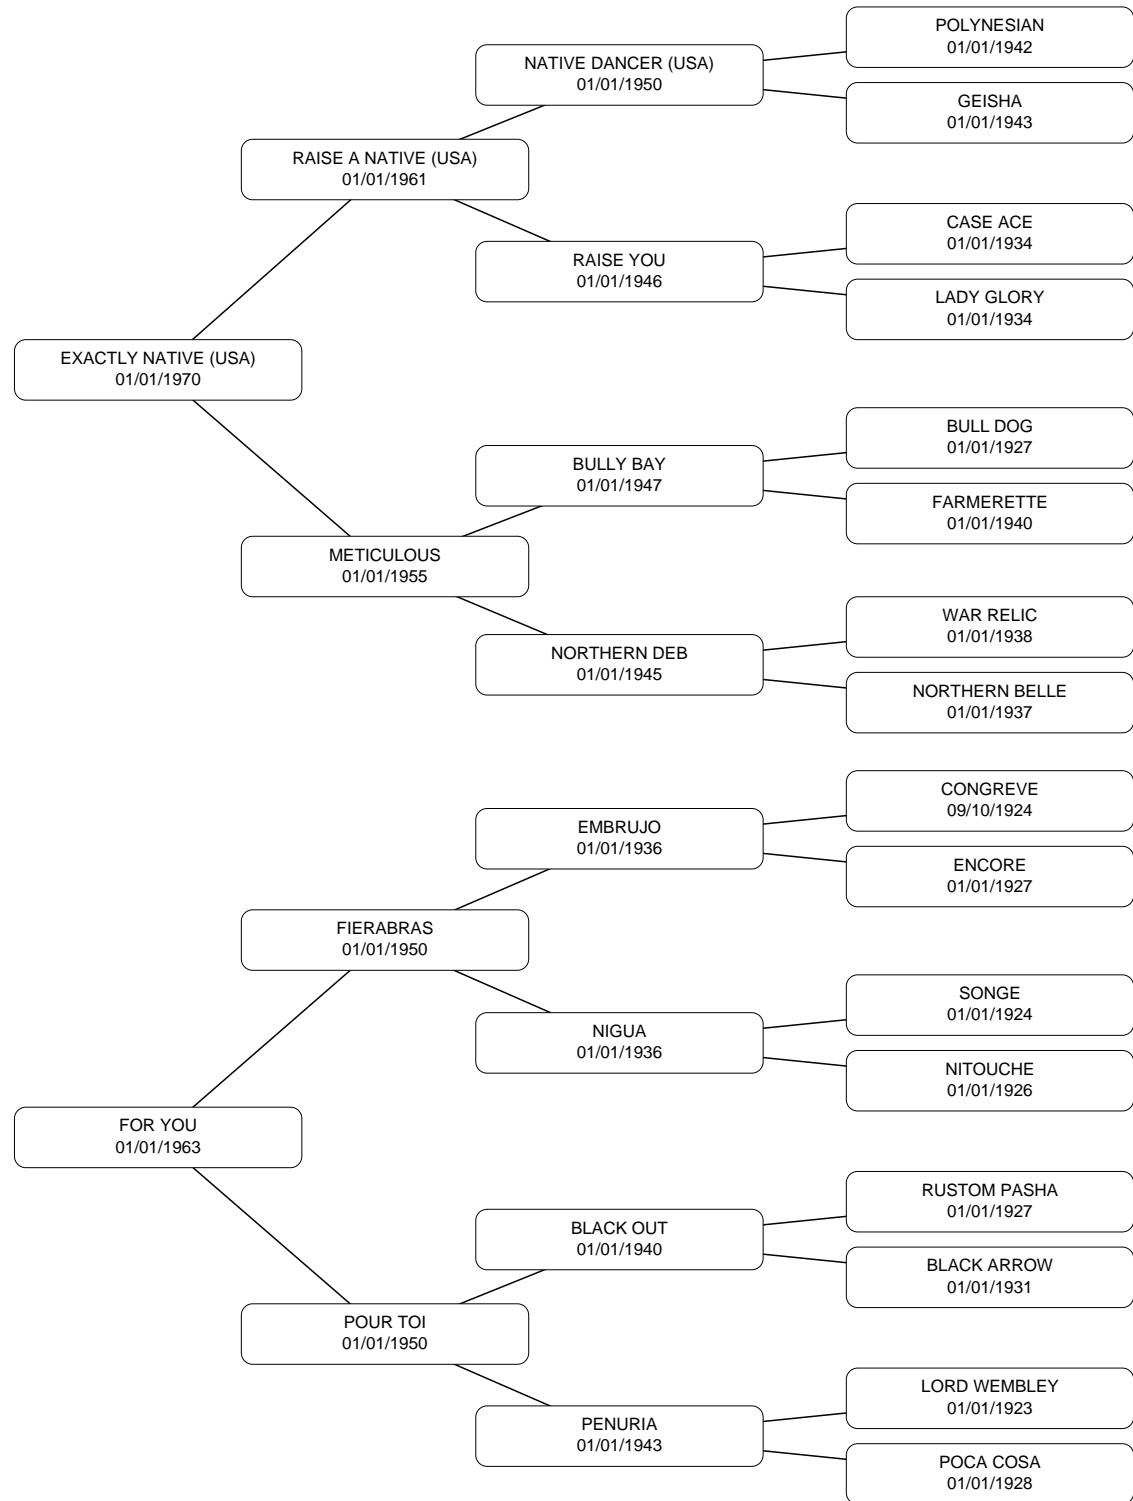 POLYNESIAN
01/01/1942
NATIVE DANCER (USA)
01/01/1950
GEISHA
01/01/1943
RAISE A NATIVE (USA)
01/01/1961
CASE ACE
01/01/1934
RAISE YOU
01/01/1946
LADY GLORY
01/01/1934
EXACTLY NATIVE (USA)
01/01/1970
BULL DOG
01/01/1927
BULLY BAY
01/01/1947
FARMERETTE
01/01/1940
METICULOUS
01/01/1955
WAR RELIC
01/01/1938
NORTHERN DEB
01/01/1945
NORTHERN BELLE
01/01/1937
CONGREVE
09/10/1924
EMBRUJO
01/01/1936
ENCORE
01/01/1927
FIERABRAS
01/01/1950
SONGE
01/01/1924
NIGUA
01/01/1936
NITOUCHE
01/01/1926
FOR YOU
01/01/1963
RUSTOM PASHA
01/01/1927
BLACK OUT
01/01/1940
BLACK ARROW
01/01/1931
POUR TOI
01/01/1950
LORD WEMBLEY
01/01/1923
PENURIA
01/01/1943
POCA COSA
01/01/1928